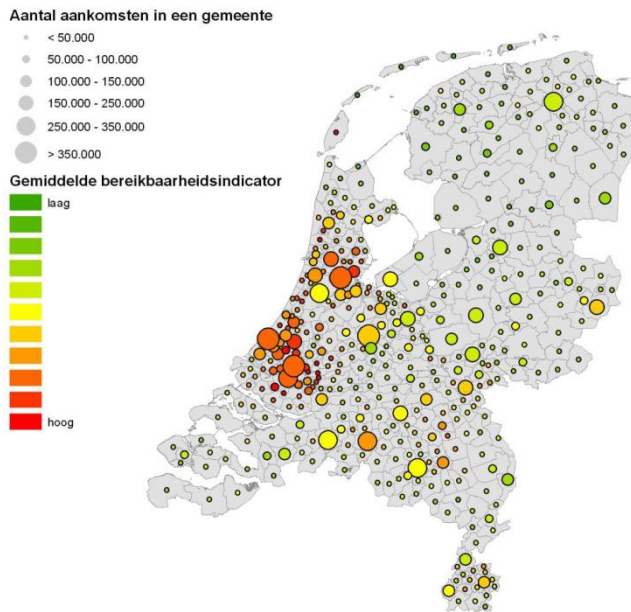 Aantal aankomsten in een gemeente
< 50.000
50.000 - 100.000
100.000 - 150.000
150.000 - 250.000
250.000 - 350.000
> 350.000
Gemiddelde bereikbaarheidsindicator
laag
hoog